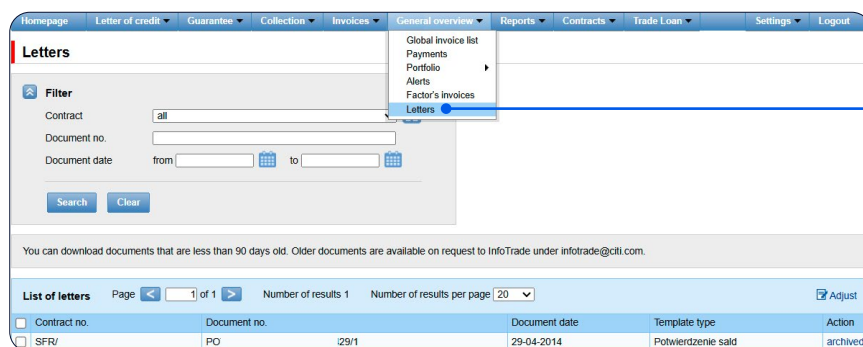 Homepage Letter of credit Guarantee Collection Invoices General overview Reports Contracts Trade Loan Settings Logout
Global invoice list
Payments
Portfolio
Alerts
Factor's invoices
Letters
Letters
Filter
Contract all
Document no.
Document date from to
Search Clear
You can download documents that are less than 90 days old. Older documents are available on request to InfoTrade under infotrade@citi.com.
List of letters Page 1 of 1 Number of results 1 Number of results per page 20 Adjust
Contract no. Document no. Document date Template type Action
SFR/ PO 29/1 29-04-2014 Potwierdzenie sald archived